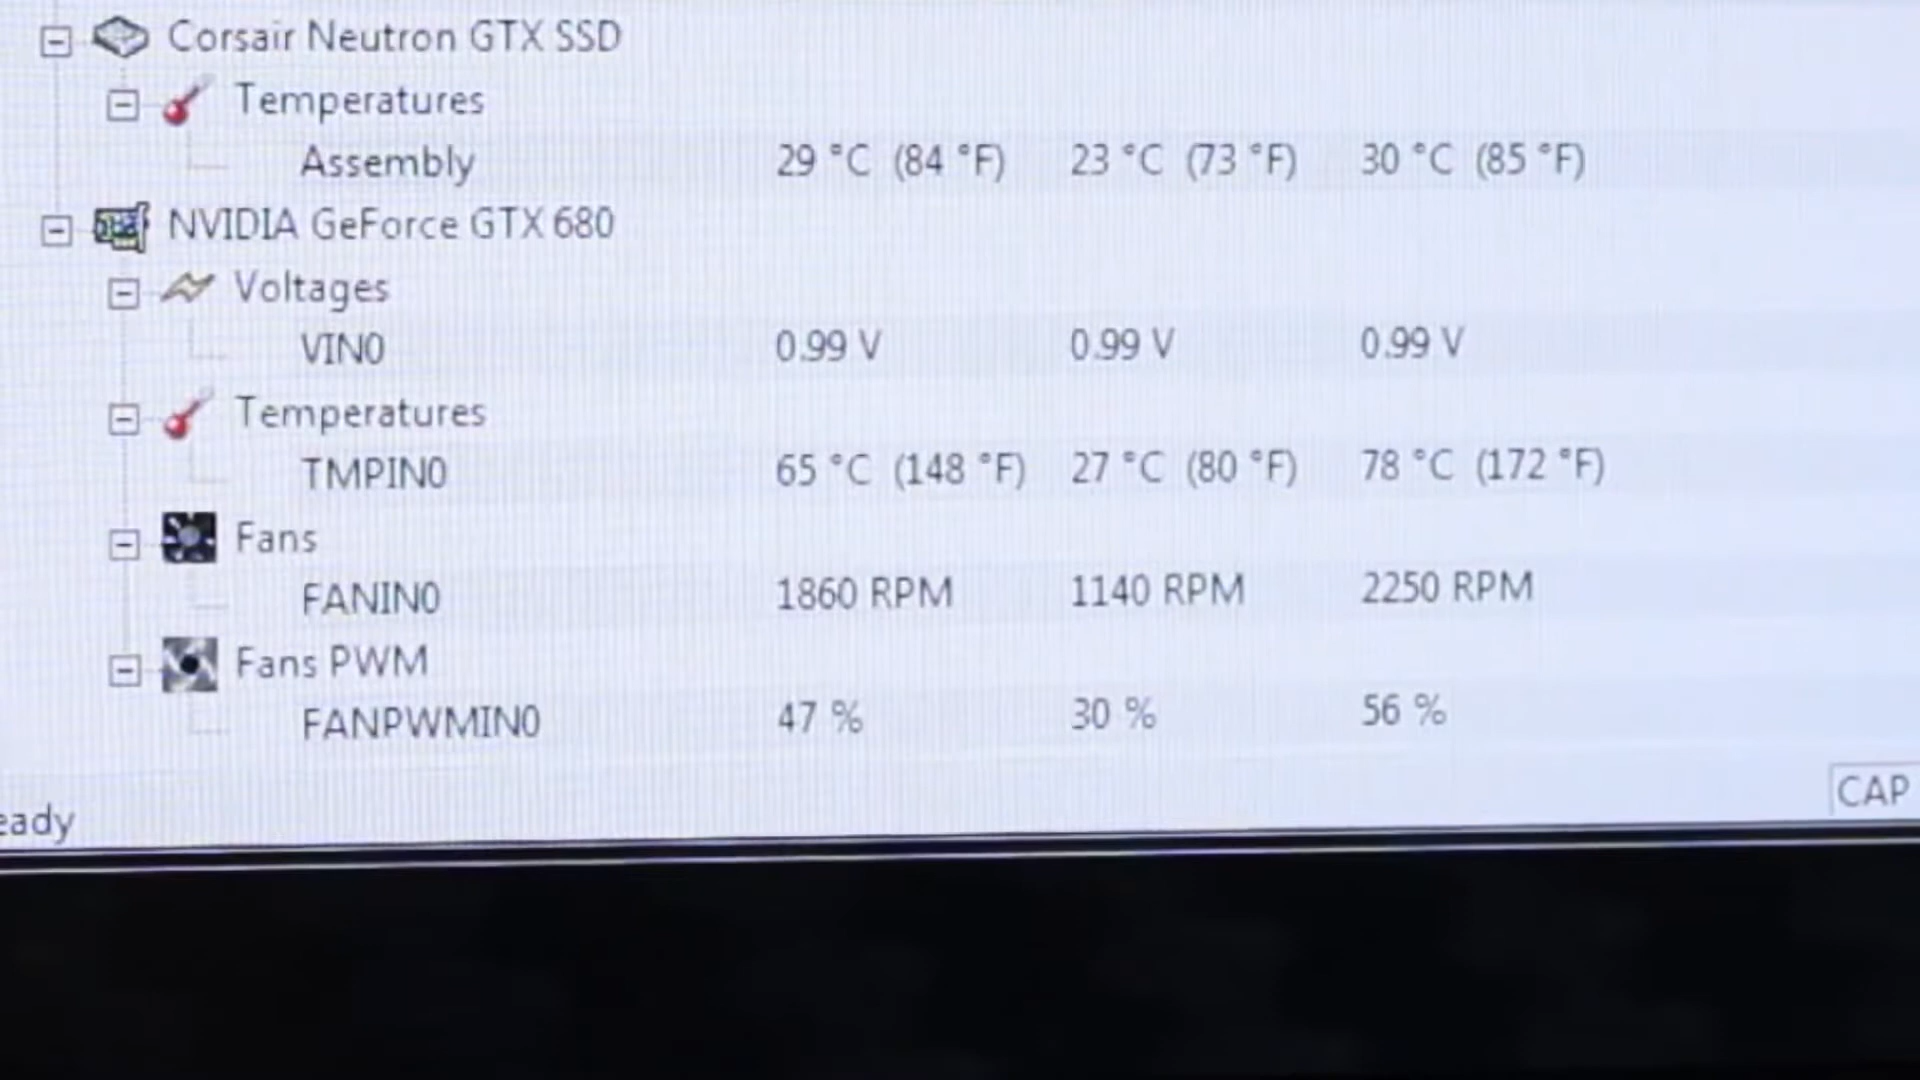 Corsair Neutron GTX SSD
Temperatures
Assembly 29 °C (84 °F) 23 °C (73 °F) 30 °C (85 °F)
NVIDIA GeForce GTX 680
Voltages
VIN0 0.99 V 0.99 V 0.99 V
Temperatures
TMPIN0 65 °C (148 °F) 27 °C (80 °F) 78 °C (172 °F)
Fans
FANIN0 1860 RPM 1140 RPM 2250 RPM
Fans PWM
FANPWMIN0 47 % 30 % 56 %
eady CAP